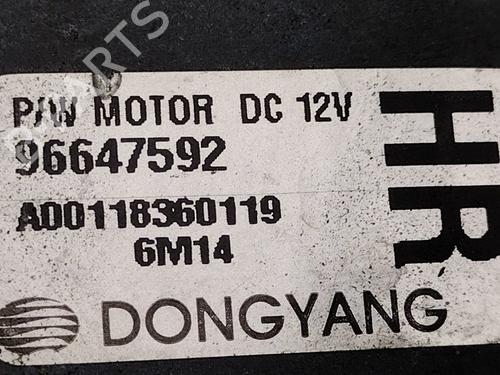 P/W MOTOR DC 12V
96647592
A00118360119
6M14
DONGYANG
HR